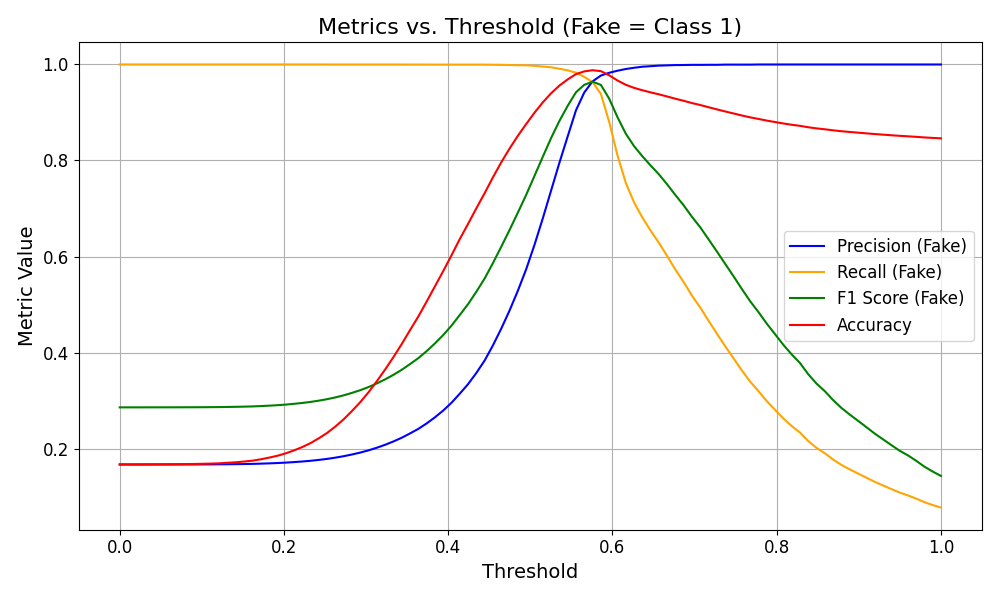 Metrics vs. Threshold (Fake = Class 1)
Metric Value
1.0
0.8
0.6
0.4
0.2
Precision (Fake)
Recall (Fake)
F1 Score (Fake)
Accuracy
0.0 0.2 0.4 0.6 0.8 1.0
Threshold